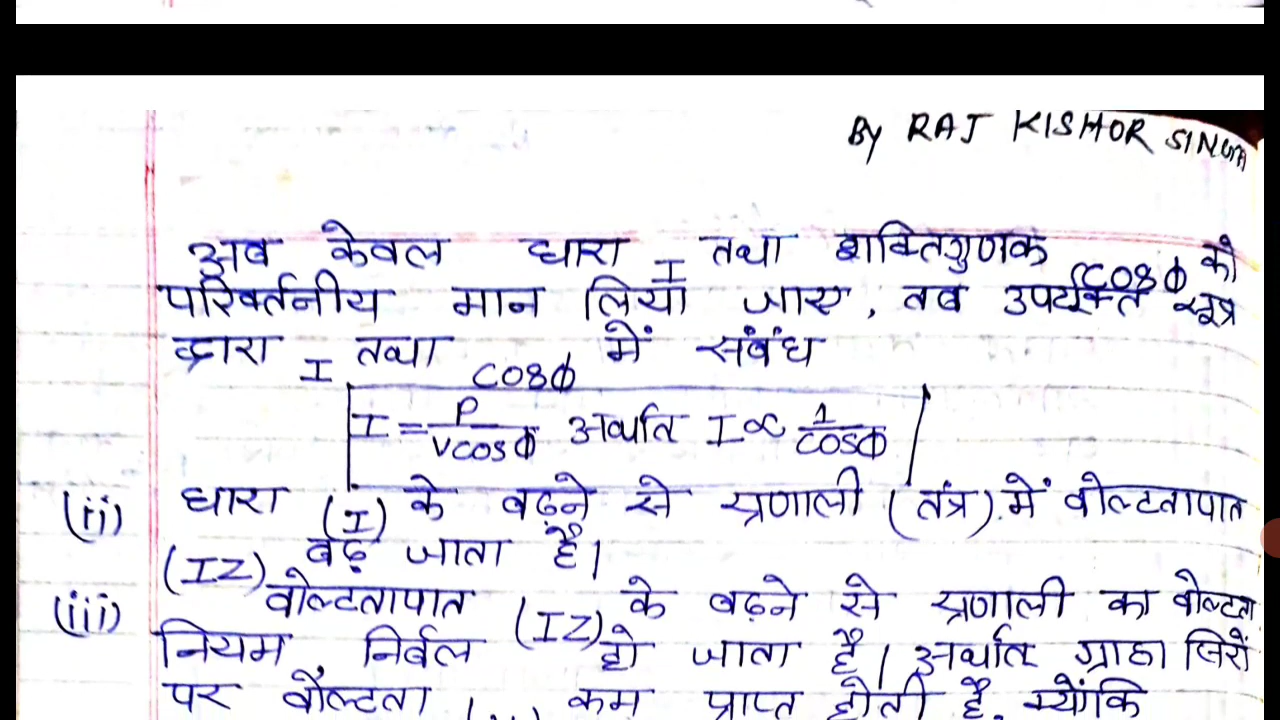 By RAJ KISHOR SINGH
अब केवल धारा I तथा शक्तिगुणक cosϕ को
परिवर्तनीय मान लिया जाए, तब उपर्युक्त सूत्र
द्वारा I तथा cosϕ में संबंध
I = P/Vcosϕ अर्थात I ∝ 1/cosϕ
(ii) धारा (I) के बढ़ने से प्रणाली (तंत्र) में वोल्टतापात
(IZ) बढ़ जाता है।
(iii) वोल्टतापात (IZ) के बढ़ने से प्रणाली का वोल्टता
नियम निर्बल हो जाता है। अर्थात सिरों
पर वोल्टता कम प्राप्त होती है, क्योंकि